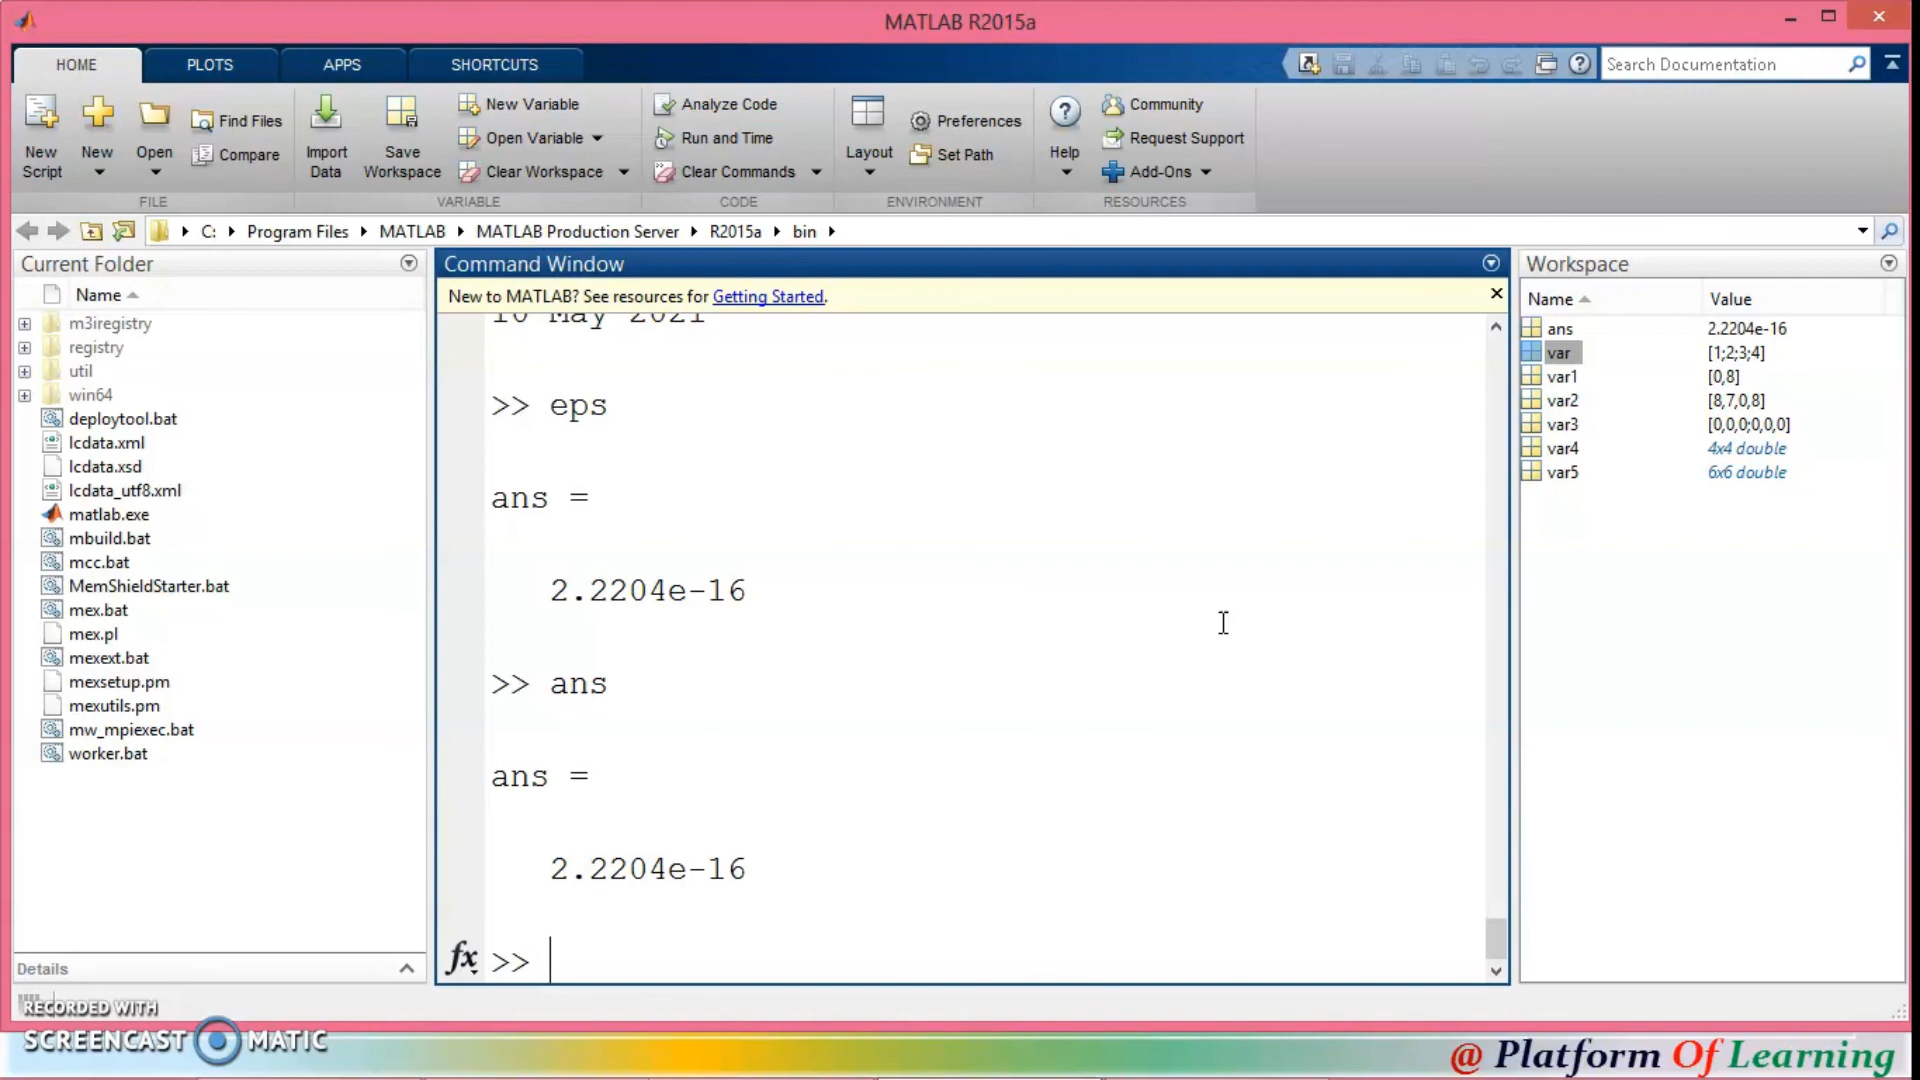 MATLAB R2015a
HOME
PLOTS
APPS
SHORTCUTS
Search Documentation
New Script
New
Open
Find Files
Compare
FILE
Import Data
Save Workspace
New Variable
Open Variable
Clear Workspace
VARIABLE
Analyze Code
Run and Time
Clear Commands
CODE
Layout
Preferences
Set Path
ENVIRONMENT
Help
Community
Request Support
Add-Ons
RESOURCES
C: Program Files MATLAB MATLAB Production Server R2015a bin
Current Folder
Name
m3iregistry
registry
util
win64
deploytool.bat
lcdata.xml
lcdata.xsd
lcdata_utf8.xml
matlab.exe
mbuild.bat
mcc.bat
MemShieldStarter.bat
mex.bat
mex.pl
mexext.bat
mexsetup.pm
mexutils.pm
mw_mpiexec.bat
worker.bat
Details
Command Window
New to MATLAB? See resources for Getting Started.
10 May 2021
>> eps
ans =
2.2204e-16
>> ans
ans =
2.2204e-16
fx >>
Workspace
Name Value
ans 2.2204e-16
var [1;2;3;4]
var1 [0,8]
var2 [8,7,0,8]
var3 [0,0,0;0,0,0]
var4 4x4 double
var5 6x6 double
RECORDED WITH
SCREENCAST MATIC
@ Platform Of Learning